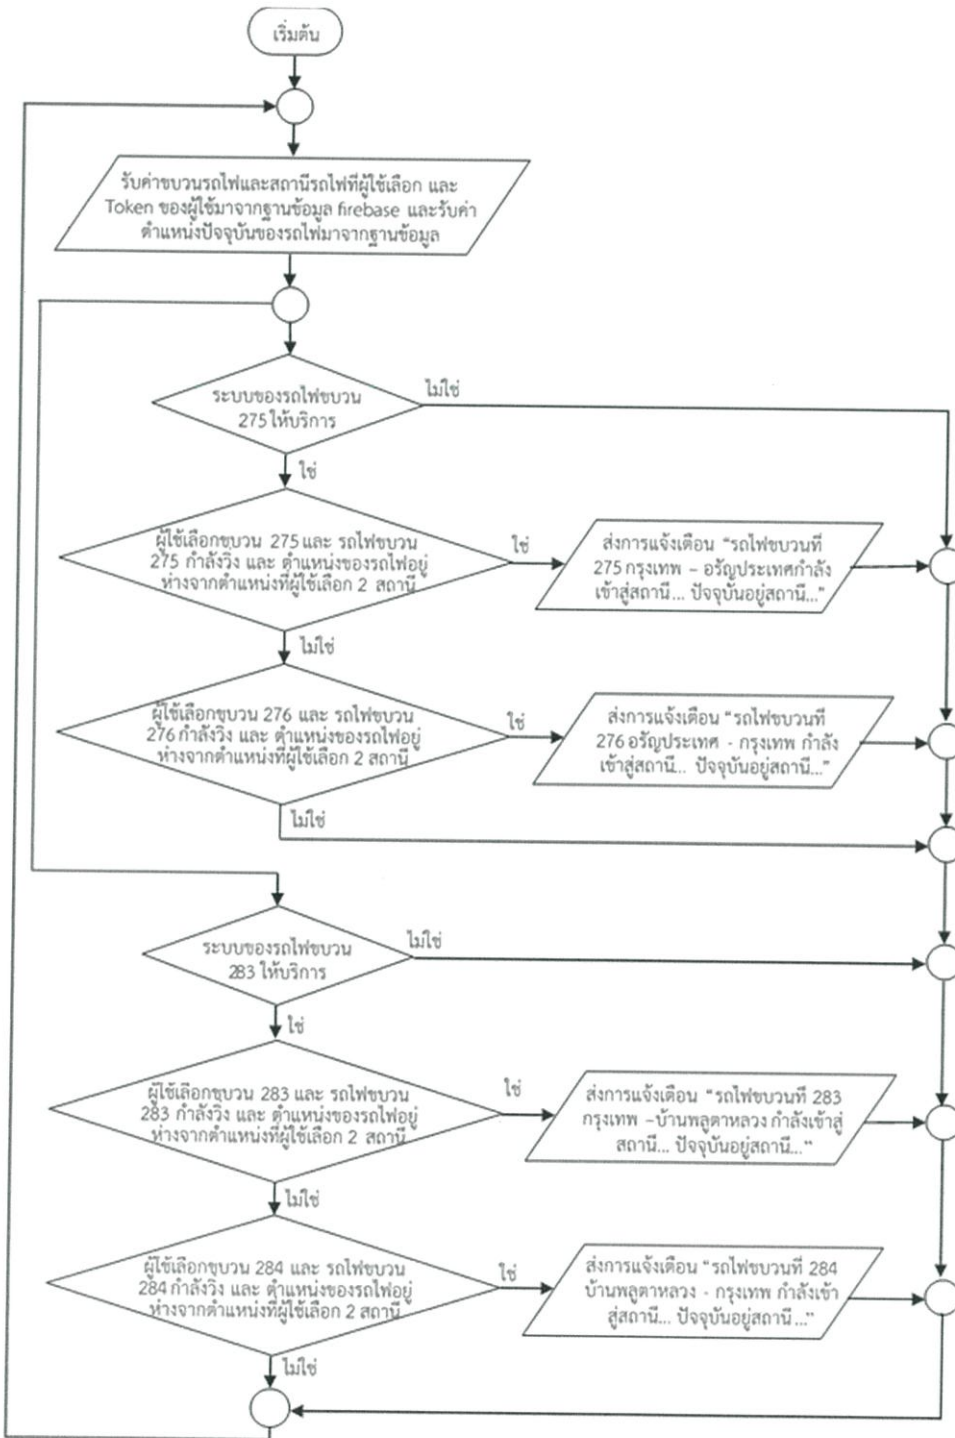 เริ่มต้น
รับค่าขบวนรถไฟและสถานีรถไฟที่ผู้ใช้เลือก และ
Token ของผู้ใช้มาจากฐานข้อมูล firebase และรับค่า
ตำแหน่งปัจจุบันของรถไฟมาจากฐานข้อมูล
ระบบของรถไฟขบวน
275 ให้บริการ
ไม่ใช่
ใช่
ผู้ใช้เลือกขบวน 275 และ รถไฟขบวน
275 กำลังวิ่ง และ ตำแหน่งของรถไฟอยู่
ห่างจากตำแหน่งที่ผู้ใช้เลือก 2 สถานี
ใช่
ส่งการแจ้งเตือน “รถไฟขบวนที่
275 กรุงเทพ – อรัญประเทศกำลัง
เข้าสู่สถานี... ปัจจุบันอยู่สถานี...”
ไม่ใช่
ผู้ใช้เลือกขบวน 276 และ รถไฟขบวน
276 กำลังวิ่ง และ ตำแหน่งของรถไฟอยู่
ห่างจากตำแหน่งที่ผู้ใช้เลือก 2 สถานี
ใช่
ส่งการแจ้งเตือน “รถไฟขบวนที่
276 อรัญประเทศ - กรุงเทพ กำลัง
เข้าสู่สถานี... ปัจจุบันอยู่สถานี...”
ไม่ใช่
ระบบของรถไฟขบวน
283 ให้บริการ
ไม่ใช่
ใช่
ผู้ใช้เลือกขบวน 283 และ รถไฟขบวน
283 กำลังวิ่ง และ ตำแหน่งของรถไฟอยู่
ห่างจากตำแหน่งที่ผู้ใช้เลือก 2 สถานี
ใช่
ส่งการแจ้งเตือน “รถไฟขบวนที่ 283
กรุงเทพ –บ้านพลูตาหลวง กำลังเข้าสู่
สถานี... ปัจจุบันอยู่สถานี...”
ไม่ใช่
ผู้ใช้เลือกขบวน 284 และ รถไฟขบวน
284 กำลังวิ่ง และ ตำแหน่งของรถไฟอยู่
ห่างจากตำแหน่งที่ผู้ใช้เลือก 2 สถานี
ใช่
ส่งการแจ้งเตือน “รถไฟขบวนที่ 284
บ้านพลูตาหลวง - กรุงเทพ กำลังเข้า
สู่สถานี... ปัจจุบันอยู่สถานี...”
ไม่ใช่